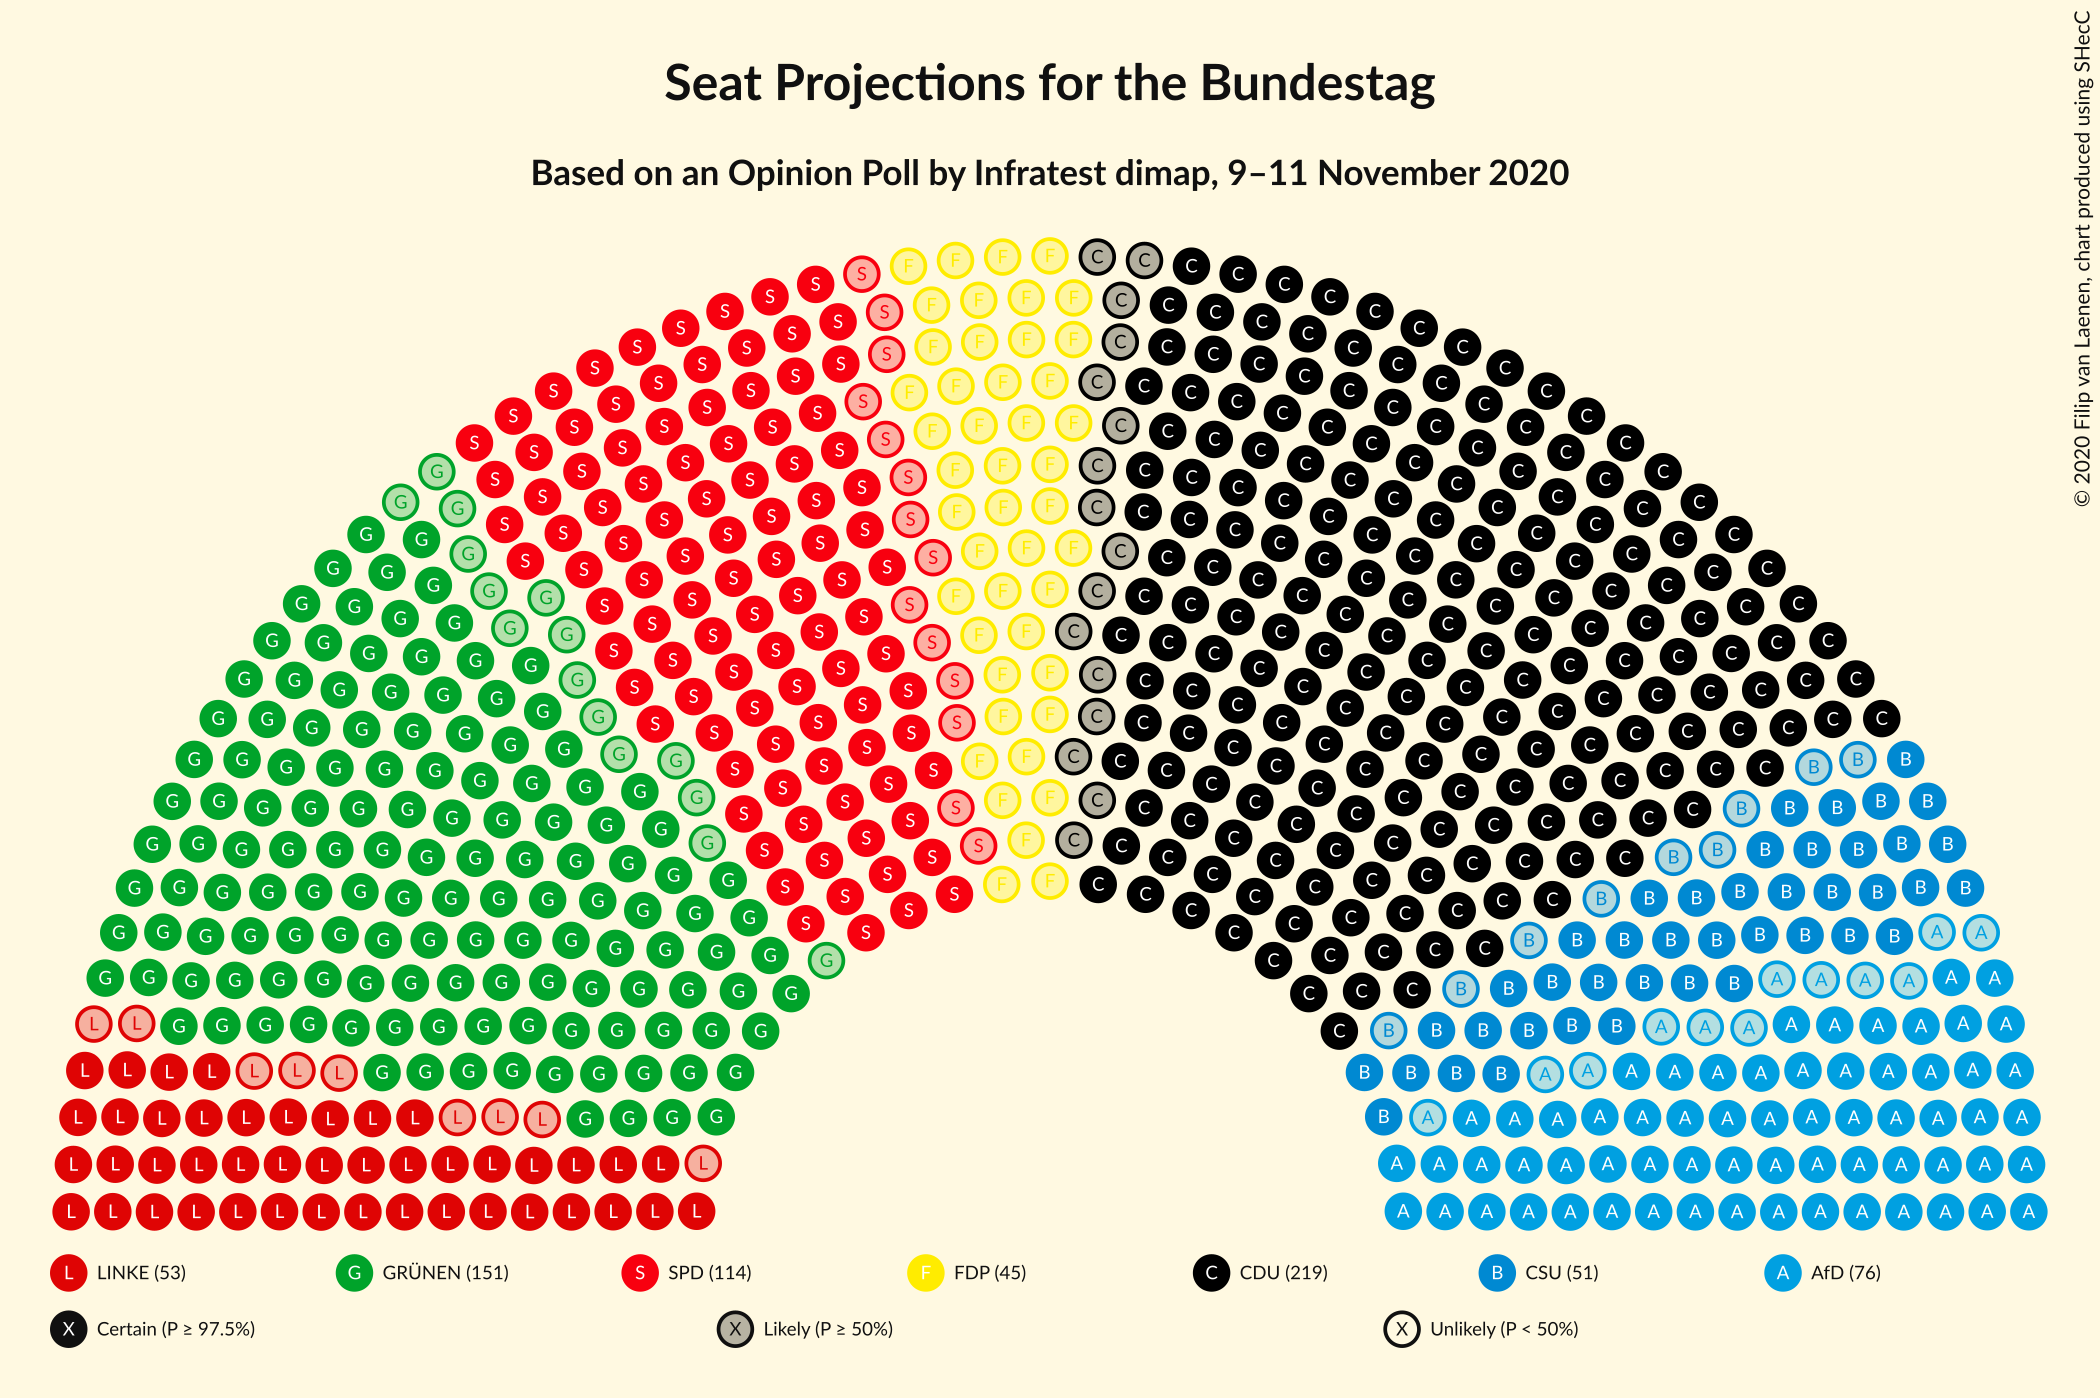 Seat Projections for the Bundestag
Based on an Opinion Poll by Infratest dimap, 9–11 November 2020
© 2020 Filip van Laenen, chart produced using SHecC
L LINKE (53) G GRÜNEN (151) S SPD (114) F FDP (45) C CDU (219) B CSU (51) A AfD (76)
X Certain (P ≥ 97.5%) X Likely (P ≥ 50%) X Unlikely (P < 50%)